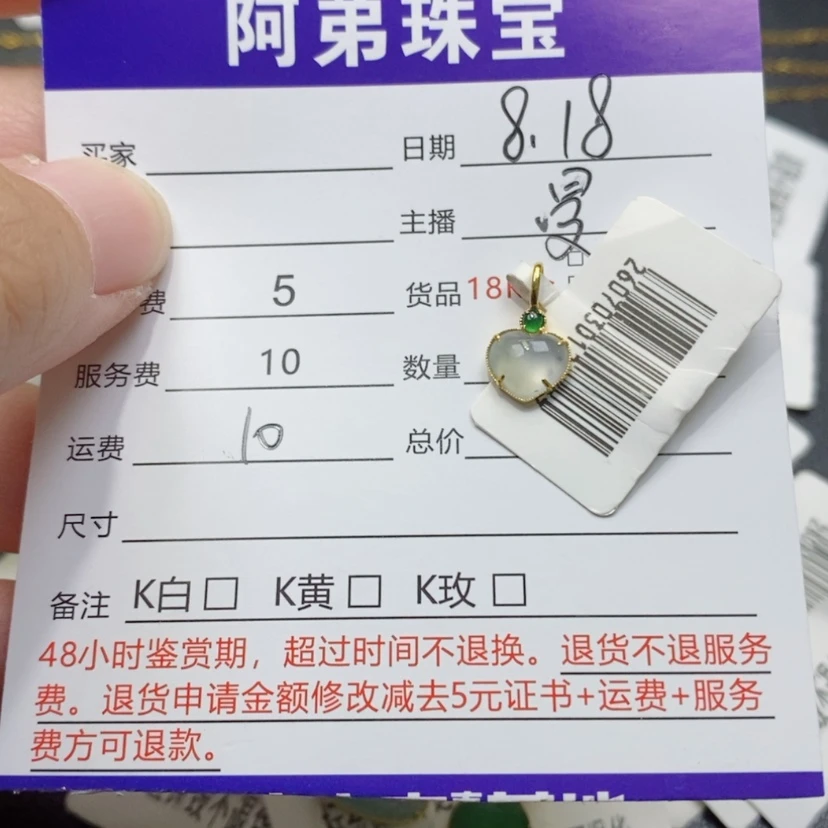 阿弟珠宝
买家 日期 8.18
主播 曼
费 5 货品 18K
服务费 10 数量
运费 10 总价
尺寸
备注 K白□ K黄□ K玫□
48小时鉴赏期，超过时间不退换。退货不退服务
费。退货申请金额修改减去5元证书+运费+服务
费方可退款。